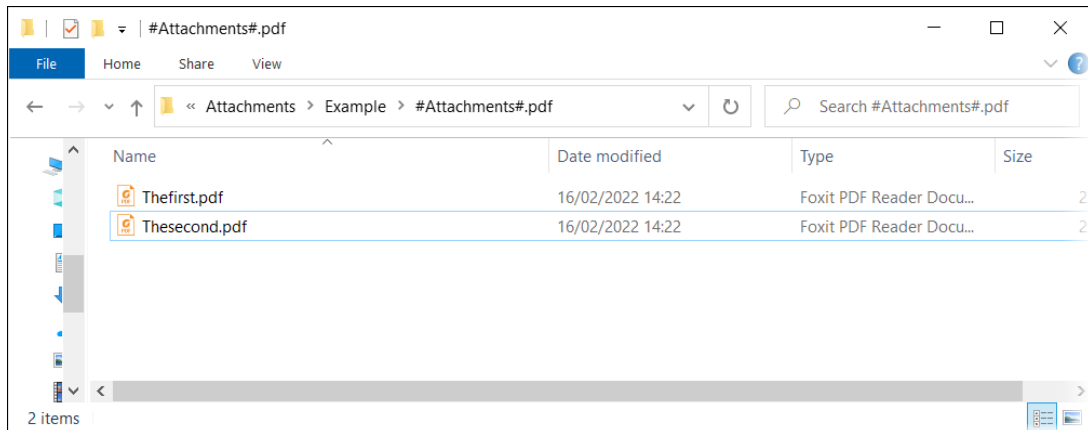 #Attachments#.pdf
File Home Share View
« Attachments > Example > #Attachments#.pdf Search #Attachments#.pdf
Name Date modified Type Size
Thefirst.pdf 16/02/2022 14:22 Foxit PDF Reader Docu... 2
Thesecond.pdf 16/02/2022 14:22 Foxit PDF Reader Docu... 2
2 items